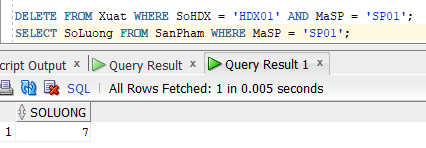 DELETE FROM Xuat WHERE SoHDX = 'HDX01' AND MaSP = 'SP01';
SELECT SoLuong FROM SanPham WHERE MaSP = 'SP01';
cript Output x Query Result x Query Result 1 x
SQL | All Rows Fetched: 1 in 0.005 seconds
SOLUONG
1 7